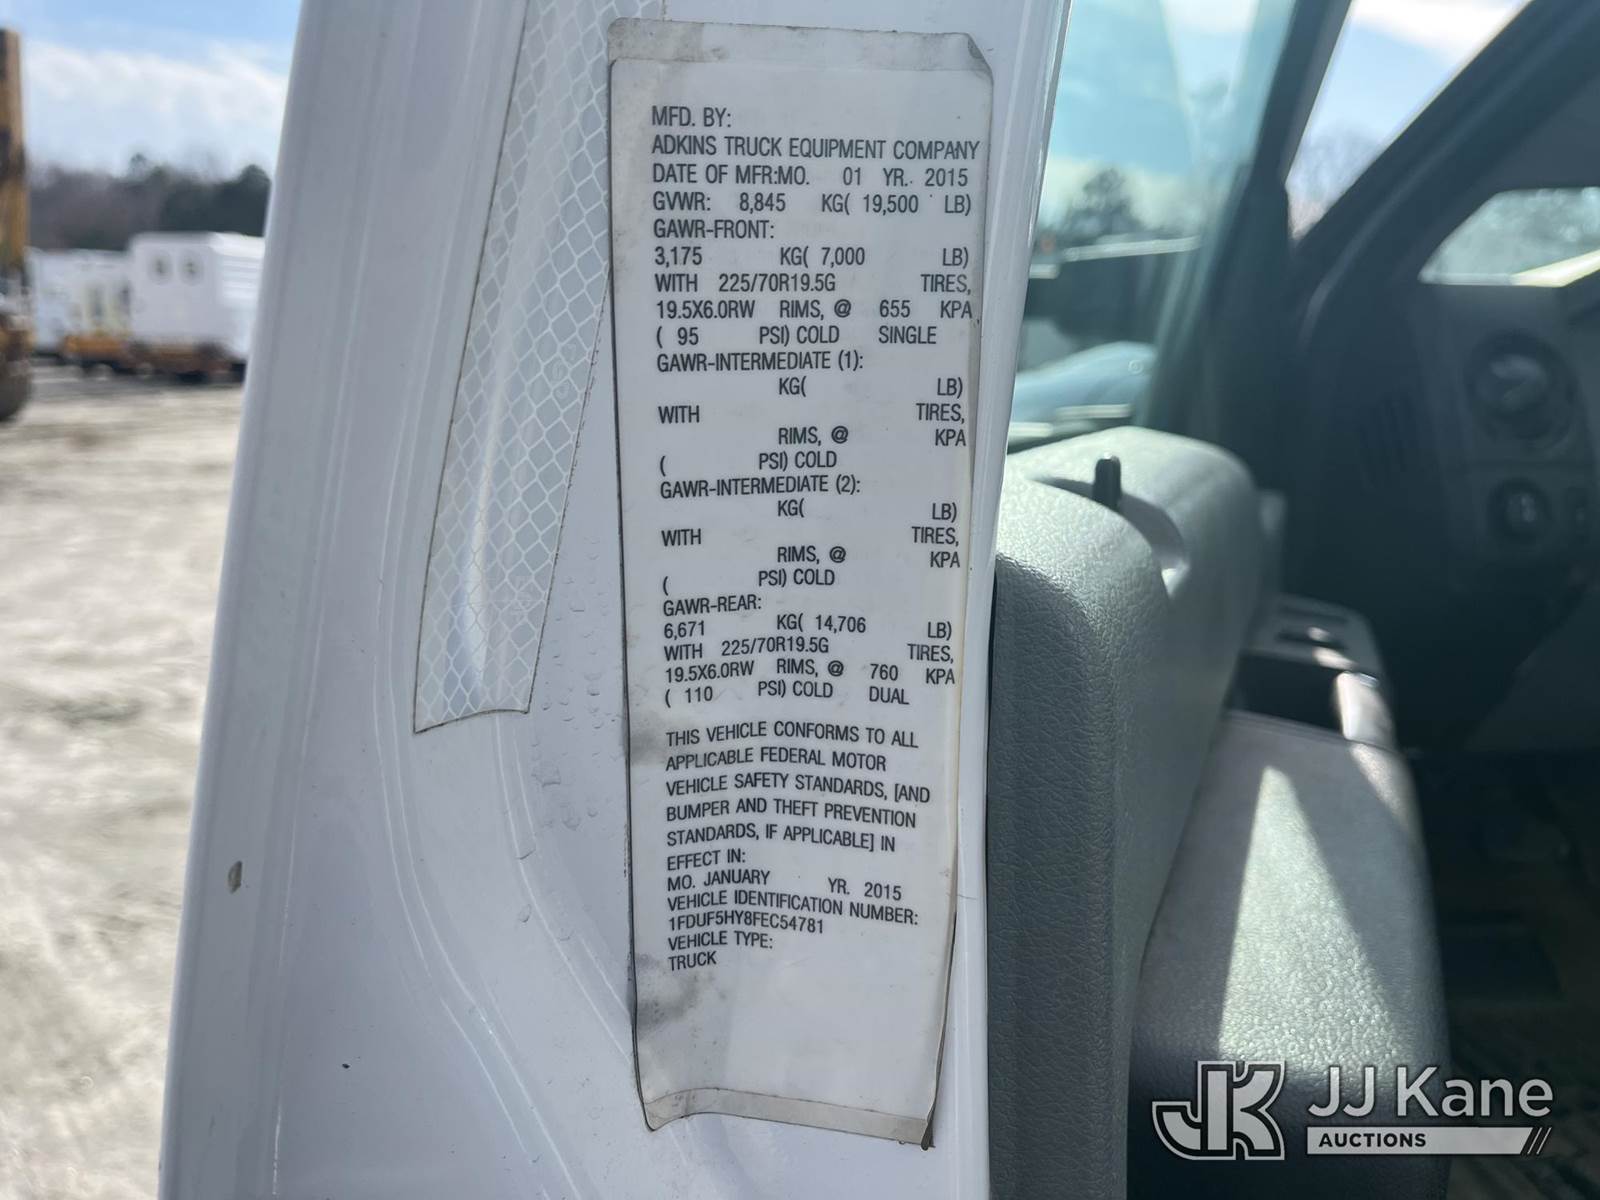 MFD. BY:
ADKINS TRUCK EQUIPMENT COMPANY
DATE OF MFR:MO. 01 YR. 2015
GVWR: 8,845 KG( 19,500 LB)
GAWR-FRONT:
3,175 KG( 7,000 LB)
WITH 225/70R19.5G TIRES,
19.5X6.0RW RIMS, @ 655 KPA
( 95 PSI) COLD SINGLE
GAWR-INTERMEDIATE (1):
KG( LB)
WITH TIRES,
RIMS, @ KPA
( PSI) COLD
GAWR-INTERMEDIATE (2):
KG( LB)
WITH TIRES,
RIMS, @ KPA
( PSI) COLD
GAWR-REAR:
6,671 KG( 14,706 LB)
WITH 225/70R19.5G TIRES,
19.5X6.0RW RIMS, @ 760 KPA
( 110 PSI) COLD DUAL
THIS VEHICLE CONFORMS TO ALL
APPLICABLE FEDERAL MOTOR
VEHICLE SAFETY STANDARDS, [AND
BUMPER AND THEFT PREVENTION
STANDARDS, IF APPLICABLE] IN
EFFECT IN:
MO. JANUARY YR. 2015
VEHICLE IDENTIFICATION NUMBER:
1FDUF5HY8FEC54781
VEHICLE TYPE:
TRUCK
JK JJ Kane
AUCTIONS